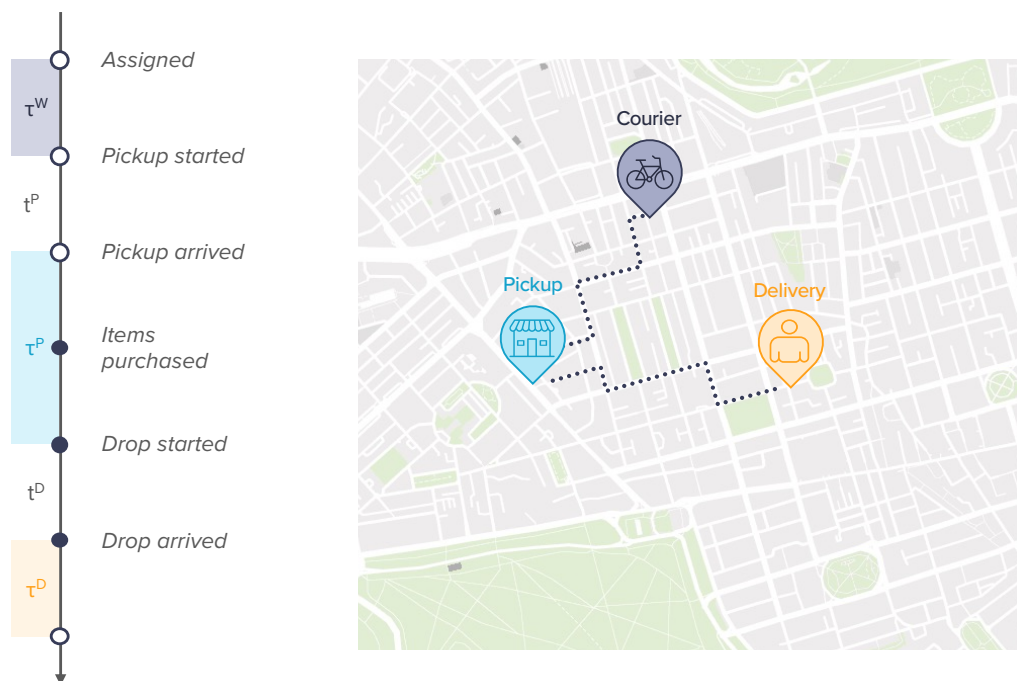 Assigned
τᵂ
Pickup started
tᴾ
Pickup arrived
τᴾ
Items
purchased
Drop started
tᴰ
Drop arrived
τᴰ
Courier
Pickup
Delivery